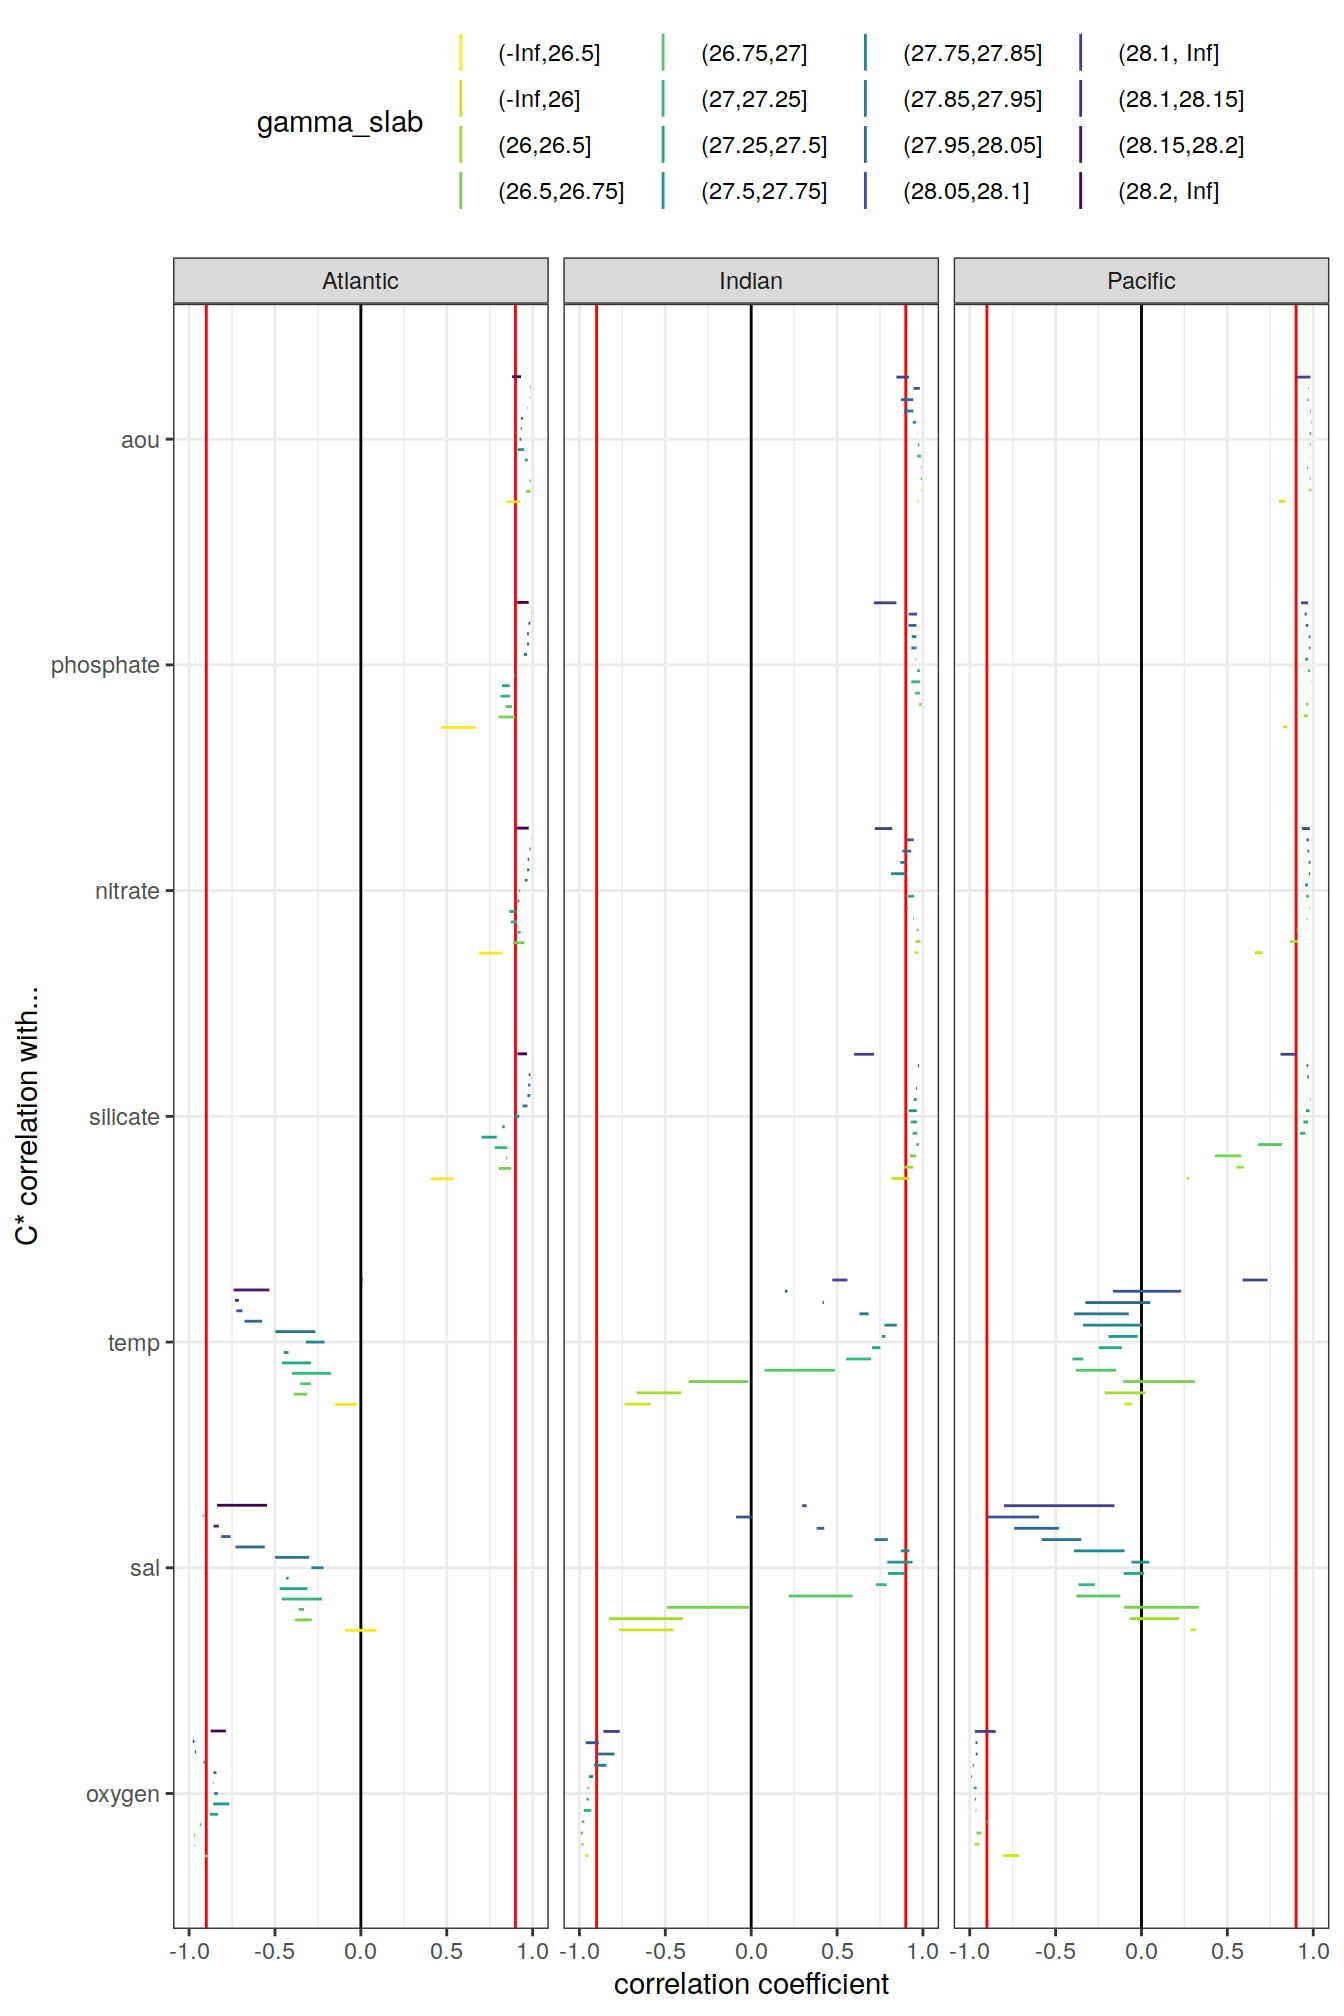 gamma_slab
(-Inf,26.5] (26.75,27] (27.75,27.85] (28.1, Inf]
(-Inf,26] (27,27.25] (27.85,27.95] (28.1,28.15]
(26,26.5] (27.25,27.5] (27.95,28.05] (28.15,28.2]
(26.5,26.75] (27.5,27.75] (28.05,28.1] (28.2, Inf]
Atlantic Indian Pacific
C* correlation with...
aou
phosphate
nitrate
silicate
temp
sal
oxygen
-1.0 -0.5 0.0 0.5 1.0 -1.0 -0.5 0.0 0.5 1.0 -1.0 -0.5 0.0 0.5 1.0
correlation coefficient